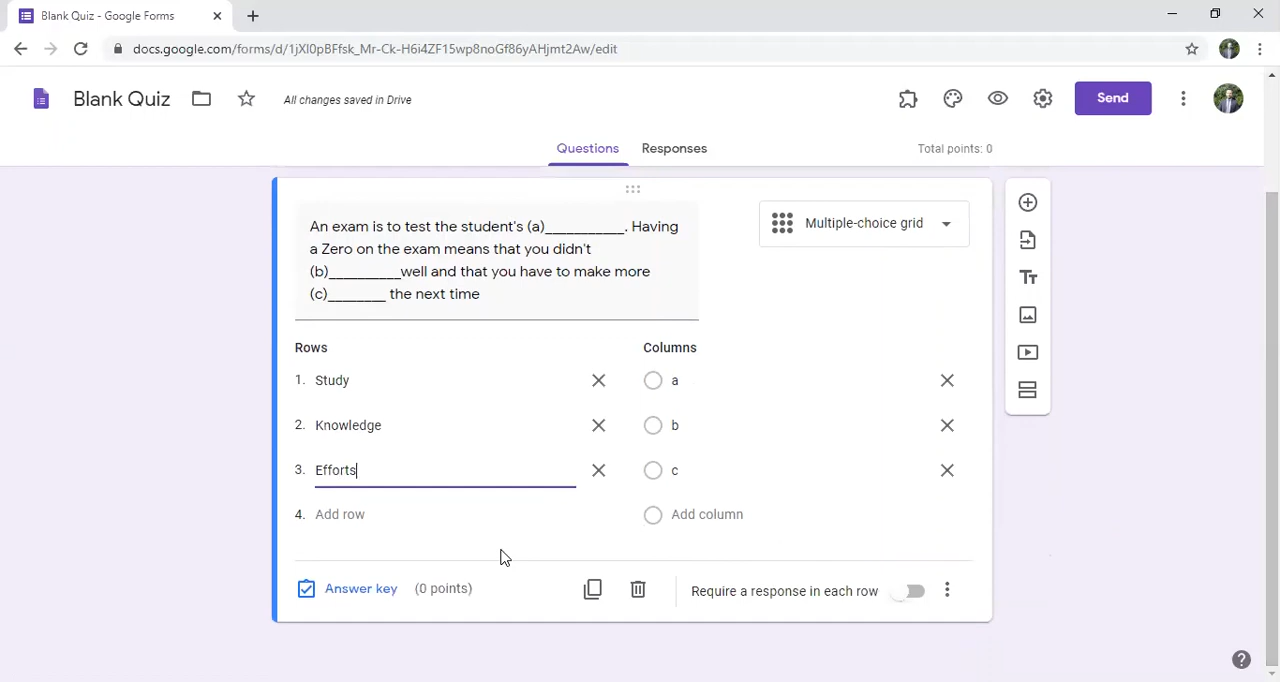 Blank Quiz - Google Forms
docs.google.com/forms/d/1jXl0pBFfsk_Mr-Ck-H6i4ZF15wp8noGf86yAHjmt2Aw/edit
Blank Quiz
All changes saved in Drive
Send
Questions
Responses
Total points: 0
An exam is to test the student's (a)___________. Having
a Zero on the exam means that you didn't
(b)__________well and that you have to make more
(c)________ the next time
Multiple-choice grid
Rows
Columns
1. Study
a
2. Knowledge
b
3. Efforts
c
4. Add row
Add column
Answer key (0 points)
Require a response in each row